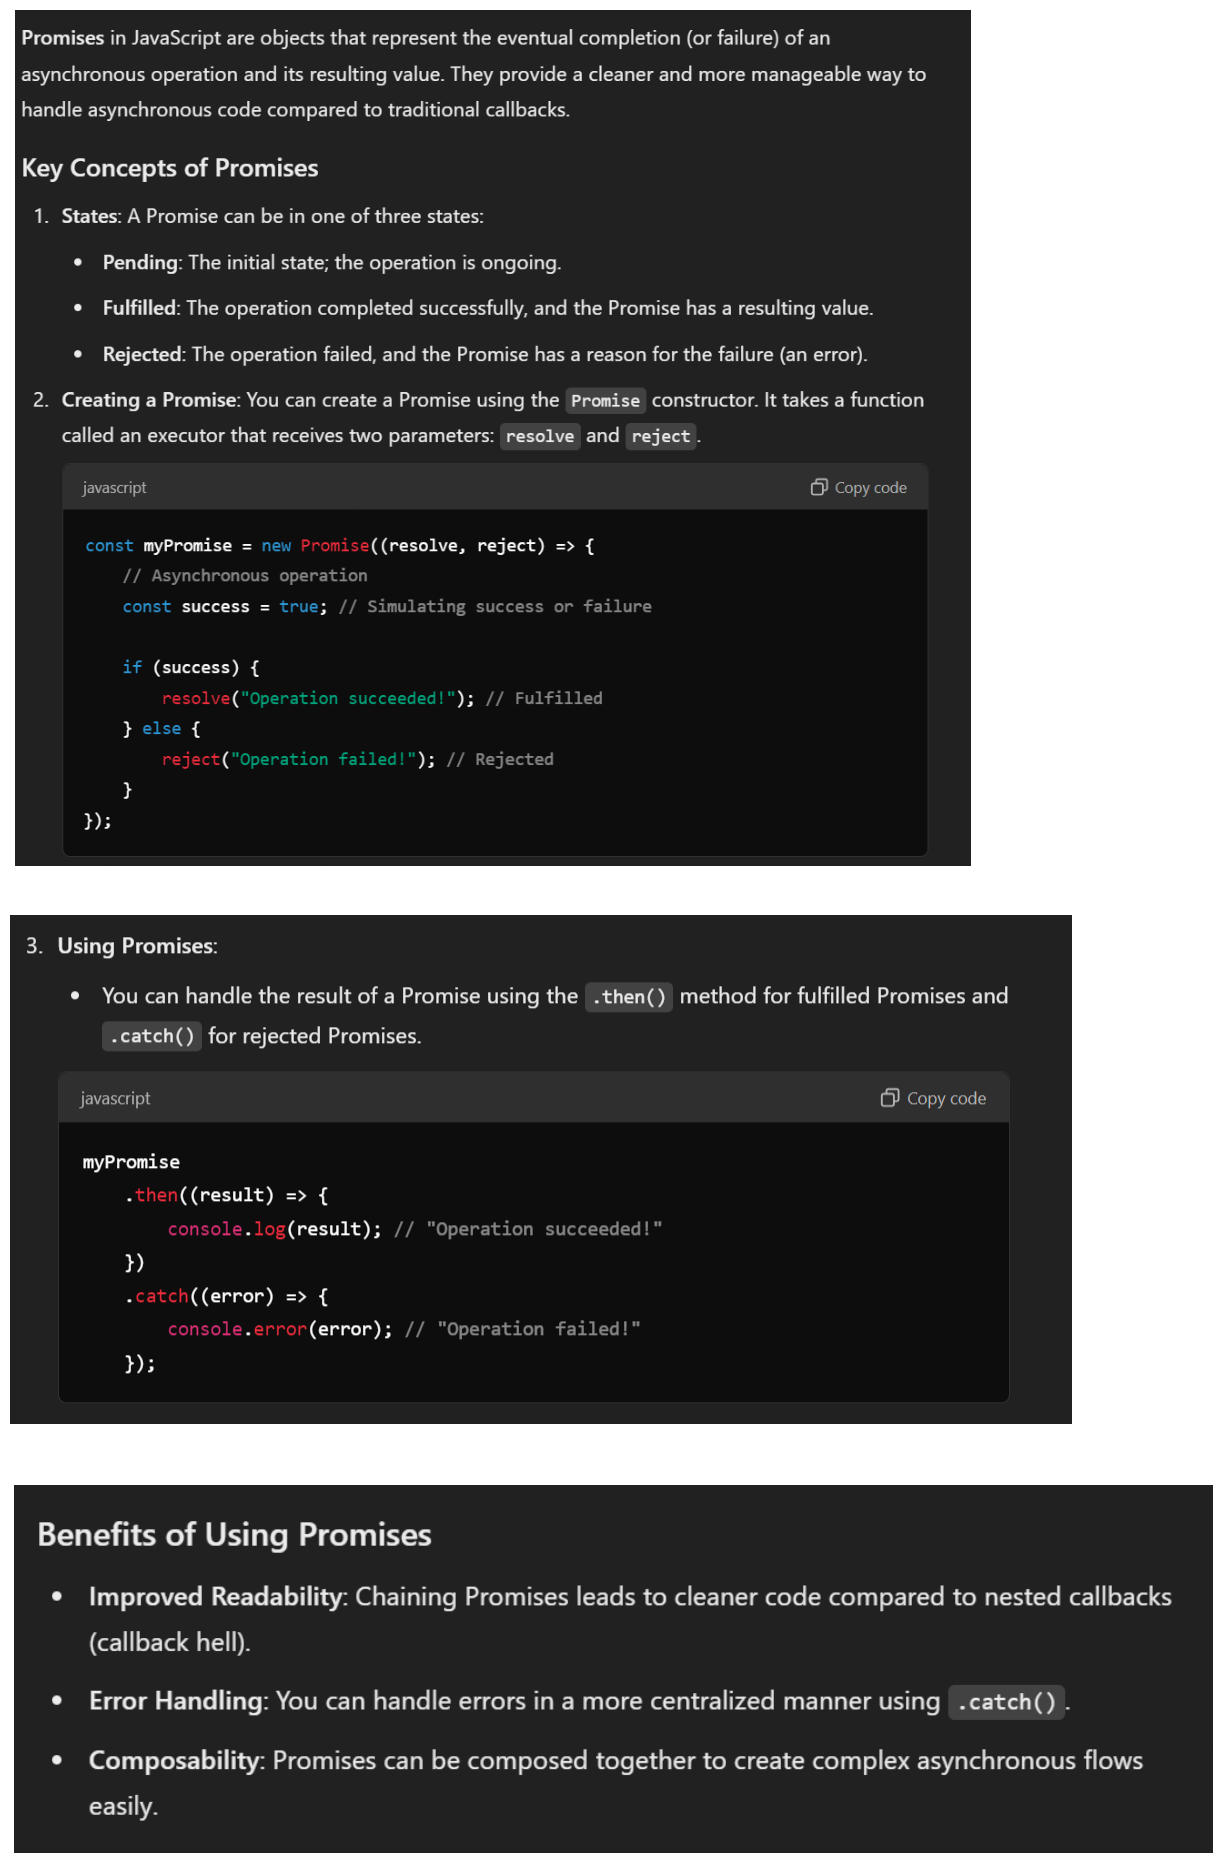 Promises in JavaScript are objects that represent the eventual completion (or failure) of an
asynchronous operation and its resulting value. They provide a cleaner and more manageable way to
handle asynchronous code compared to traditional callbacks.
Key Concepts of Promises
1. States: A Promise can be in one of three states:
• Pending: The initial state; the operation is ongoing.
• Fulfilled: The operation completed successfully, and the Promise has a resulting value.
• Rejected: The operation failed, and the Promise has a reason for the failure (an error).
2. Creating a Promise: You can create a Promise using the Promise constructor. It takes a function
called an executor that receives two parameters: resolve and reject.
javascript Copy code
const myPromise = new Promise((resolve, reject) => {
    // Asynchronous operation
    const success = true; // Simulating success or failure
    if (success) {
        resolve("Operation succeeded!"); // Fulfilled
    } else {
        reject("Operation failed!"); // Rejected
    }
});
3. Using Promises:
• You can handle the result of a Promise using the .then() method for fulfilled Promises and
.catch() for rejected Promises.
javascript Copy code
myPromise
    .then((result) => {
        console.log(result); // "Operation succeeded!"
    })
    .catch((error) => {
        console.error(error); // "Operation failed!"
    });
Benefits of Using Promises
• Improved Readability: Chaining Promises leads to cleaner code compared to nested callbacks
(callback hell).
• Error Handling: You can handle errors in a more centralized manner using .catch().
• Composability: Promises can be composed together to create complex asynchronous flows
easily.